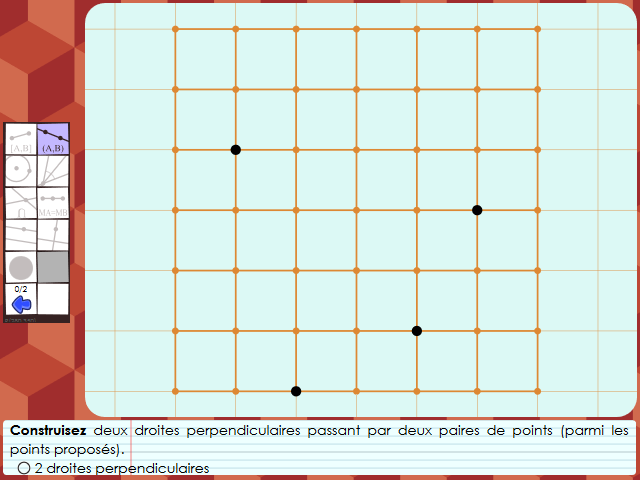 [A,B]
(A,B)
MA=MB
0/2
Construisez deux droites perpendiculaires passant par deux paires de points (parmi les
points proposés).
2 droites perpendiculaires